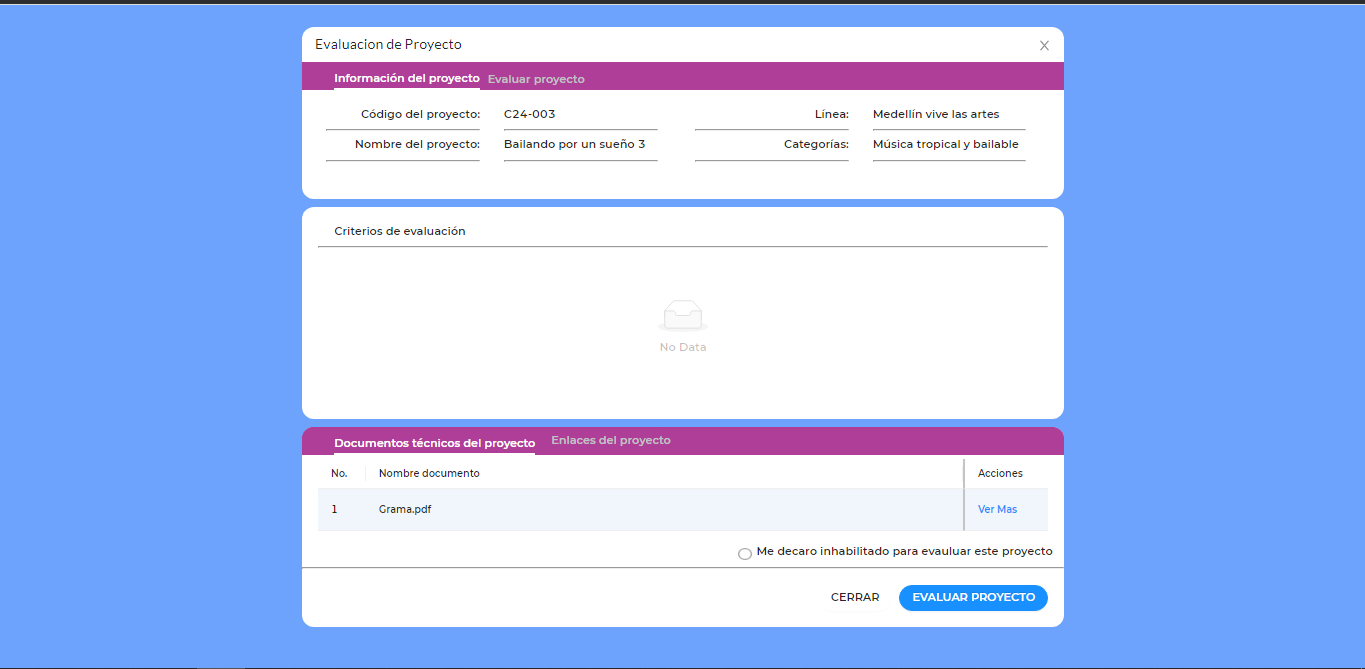 Evaluacion de Proyecto
Información del proyecto Evaluar proyecto
Código del proyecto: C24-003 Línea: Medellín vive las artes
Nombre del proyecto: Bailando por un sueño 3 Categorías: Música tropical y bailable
Criterios de evaluación
No Data
Documentos técnicos del proyecto Enlaces del proyecto
No. Nombre documento Acciones
1 Grama.pdf Ver Mas
Me decaro inhabilitado para evauluar este proyecto
CERRAR EVALUAR PROYECTO